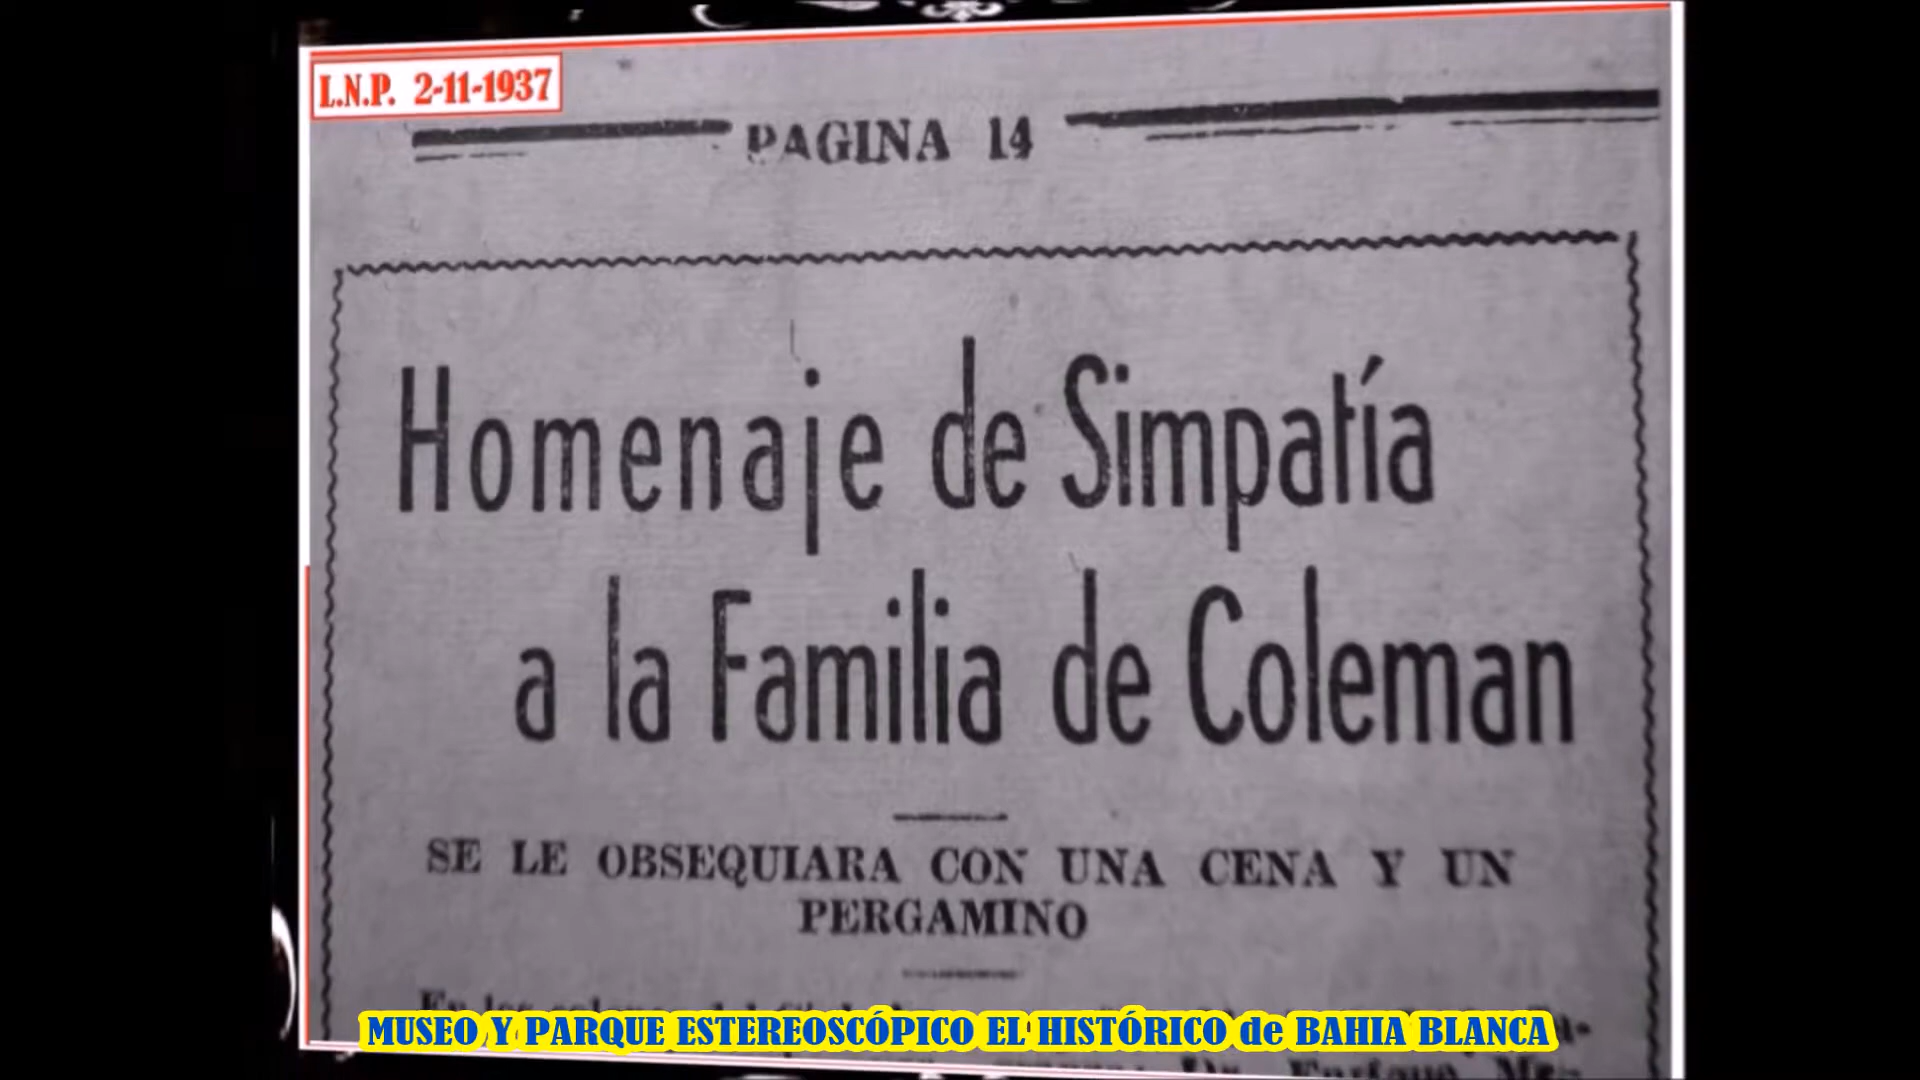 L.N.P. 2-11-1937
PAGINA 14
Homenaje de Simpatía
a la Familia de Coleman
SE LE OBSEQUIARA CON UNA CENA Y UN
PERGAMINO
MUSEO Y PARQUE ESTEREOSCÓPICO EL HISTÓRICO de BAHIA BLANCA